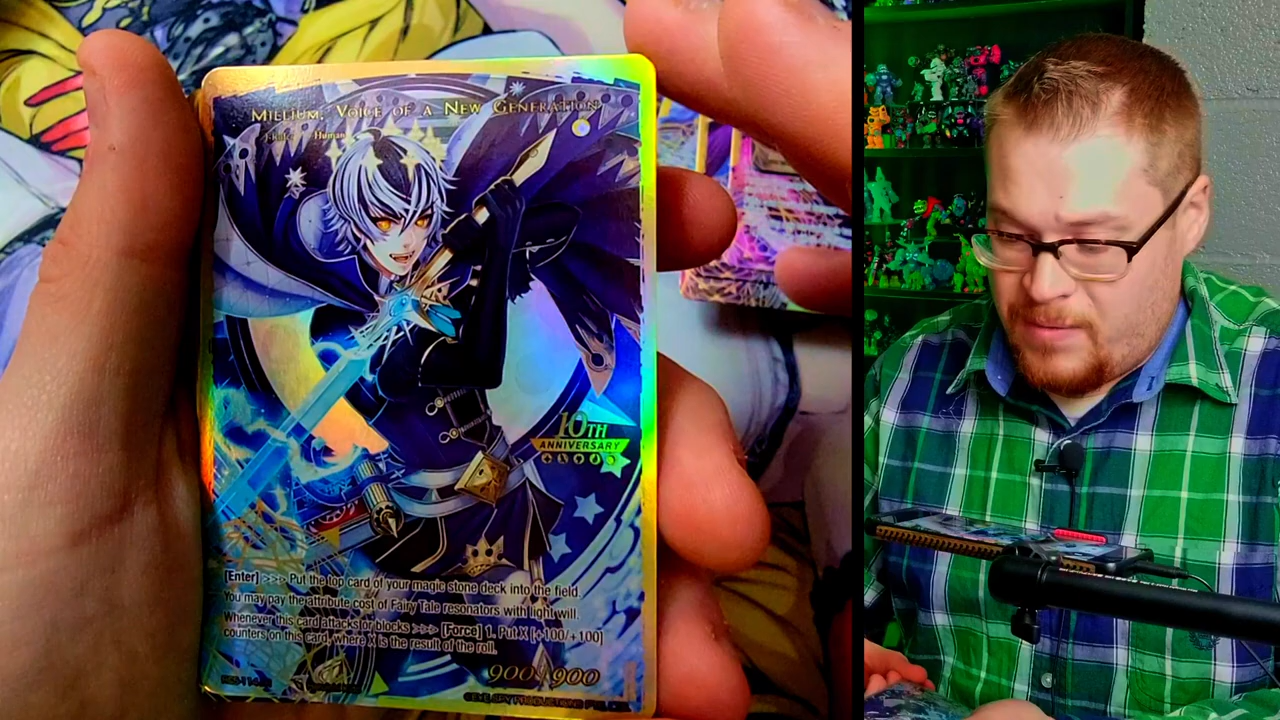 Millium, Voice of a New Generation
Human
10TH
ANNIVERSARY
[Enter] >>> Put the top card of your magic stone deck into the field.
You may pay the attribute cost of Fairy Tale resonators with light will.
Whenever this card attacks or blocks >>> [Force] 1. Put X [+100/+100]
counters on this card, where X is the result of the roll.
900/900